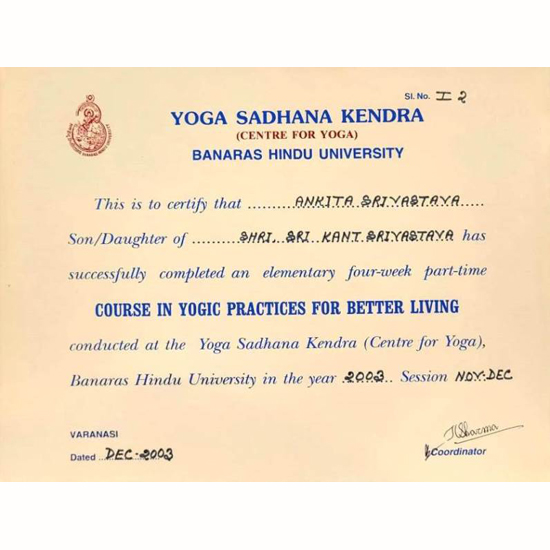 Sl. No. I 2
YOGA SADHANA KENDRA
(CENTRE FOR YOGA)
BANARAS HINDU UNIVERSITY
This is to certify that ........ANKITA SRIVASTAVA.....
Son/Daughter of .........SHRI. SRI KANT SRIVASTAVA has
successfully completed an elementary four-week part-time
COURSE IN YOGIC PRACTICES FOR BETTER LIVING
conducted at the Yoga Sadhana Kendra (Centre for Yoga),
Banaras Hindu University in the year 2003.. Session NOV-DEC
VARANASI
Dated ...DEC-2003
Coordinator